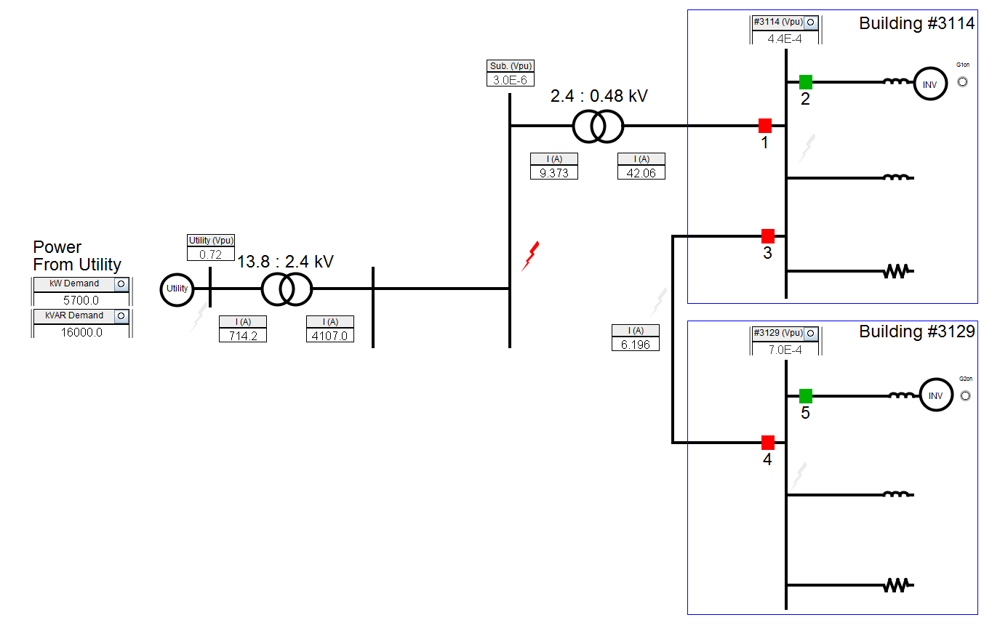 #3114 (Vpu)
4.4E-4
Building #3114
G1on
INV
2
Sub. (Vpu)
3.0E-6
2.4 : 0.48 kV
1
I (A)
9.373
I (A)
42.06
3
Power
From Utility
kW Demand
5700.0
kVAR Demand
16000.0
Utility (Vpu)
0.72
13.8 : 2.4 kV
Utility
I (A)
714.2
I (A)
4107.0
I (A)
6.196
#3129 (Vpu)
7.0E-4
Building #3129
G2on
INV
5
4